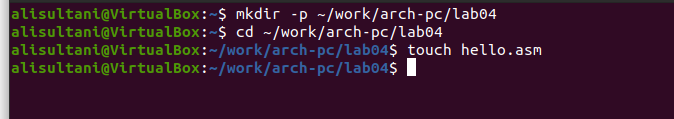 alisultani@VirtualBox:~$ mkdir -p ~/work/arch-pc/lab04
alisultani@VirtualBox:~$ cd ~/work/arch-pc/lab04
alisultani@VirtualBox:~/work/arch-pc/lab04$ touch hello.asm
alisultani@VirtualBox:~/work/arch-pc/lab04$